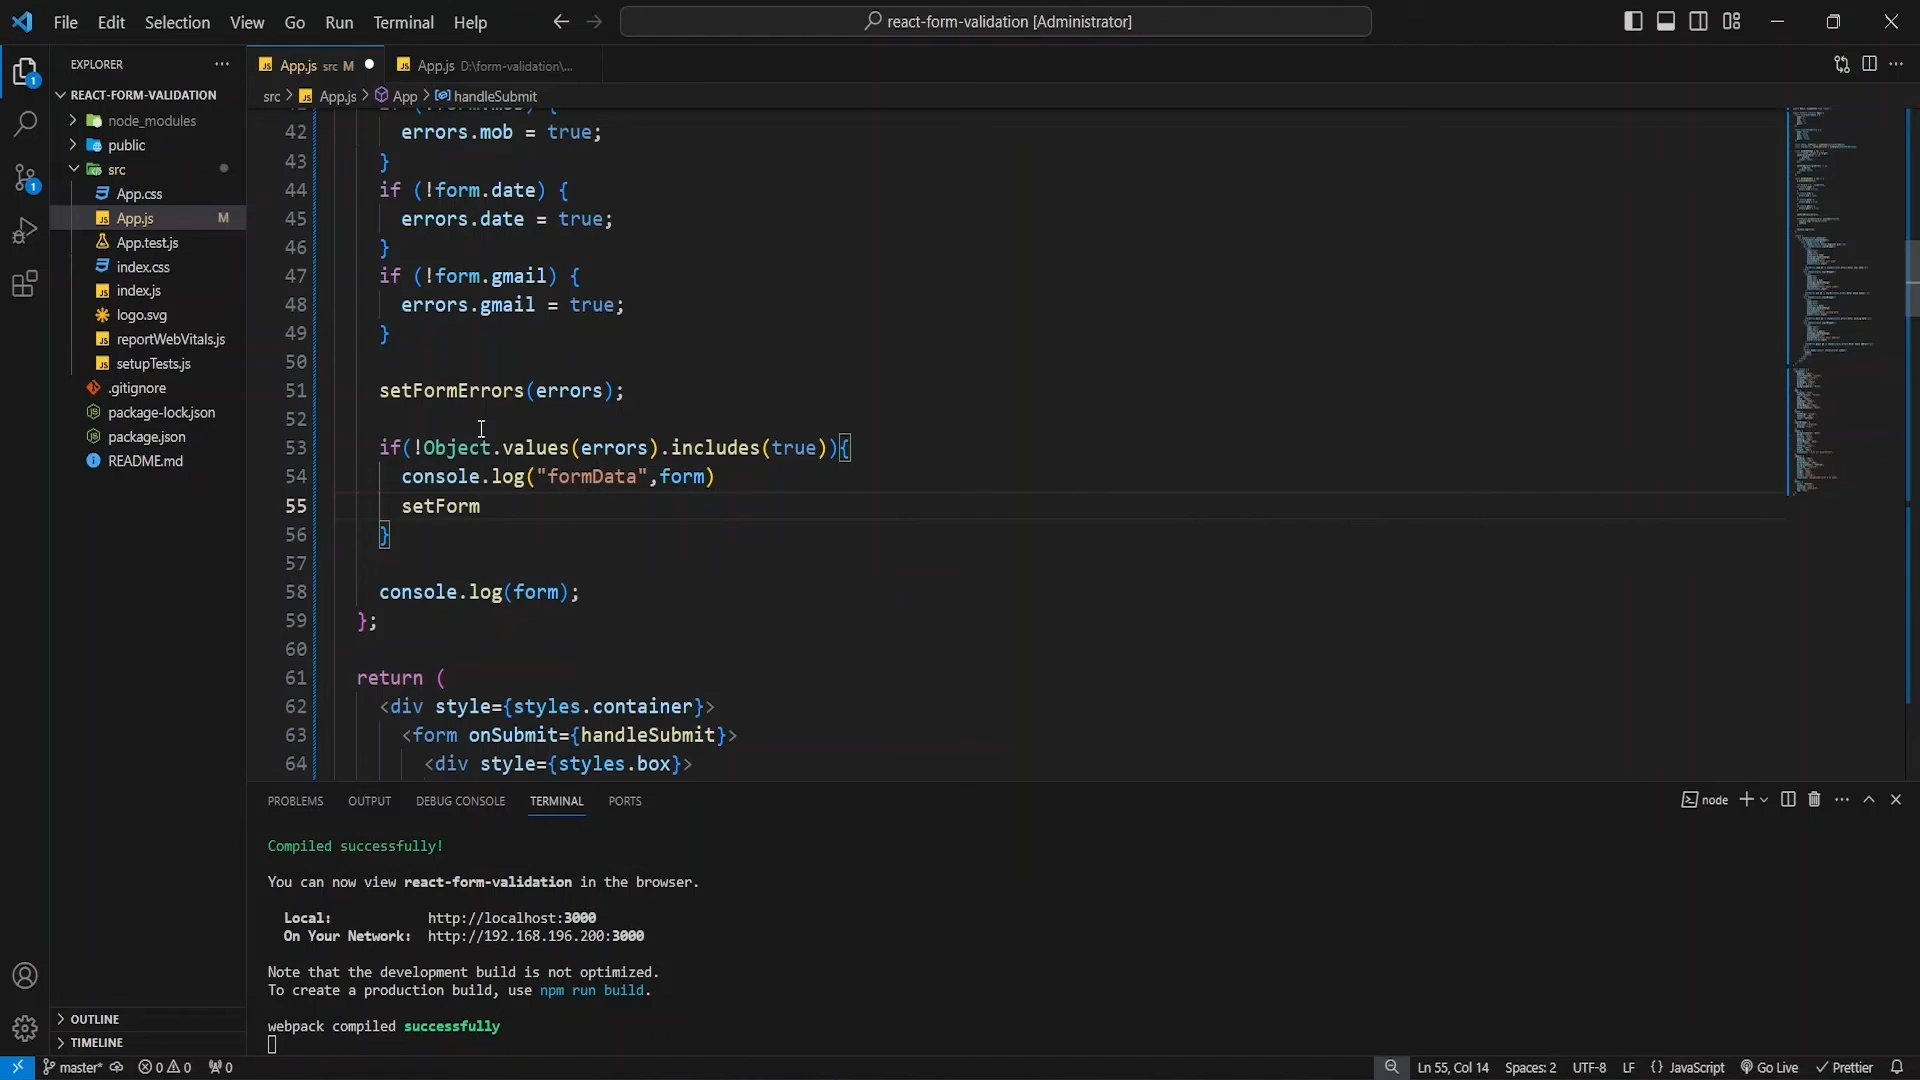 File Edit Selection View Go Run Terminal Help
react-form-validation [Administrator]
EXPLORER
REACT-FORM-VALIDATION
node_modules
public
src
App.css
App.js M
App.test.js
index.css
index.js
logo.svg
reportWebVitals.js
setupTests.js
.gitignore
package-lock.json
package.json
README.md
OUTLINE
TIMELINE
App.js src M
App.js D:\form-validation\...
src > App.js > App > handleSubmit
42 errors.mob = true;
43 }
44 if (!form.date) {
45 errors.date = true;
46 }
47 if (!form.gmail) {
48 errors.gmail = true;
49 }
50
51 setFormErrors(errors);
52
53 if(!Object.values(errors).includes(true)){
54 console.log("formData",form)
55 setForm
56 }
57
58 console.log(form);
59 };
60
61 return (
62 <div style={styles.container}>
63 <form onSubmit={handleSubmit}>
64 <div style={styles.box}>
PROBLEMS OUTPUT DEBUG CONSOLE TERMINAL PORTS
node
Compiled successfully!
You can now view react-form-validation in the browser.
Local: http://localhost:3000
On Your Network: http://192.168.196.200:3000
Note that the development build is not optimized.
To create a production build, use npm run build.
webpack compiled successfully
master* 0 0 0
Ln 55, Col 14 Spaces: 2 UTF-8 LF {} JavaScript Go Live Prettier